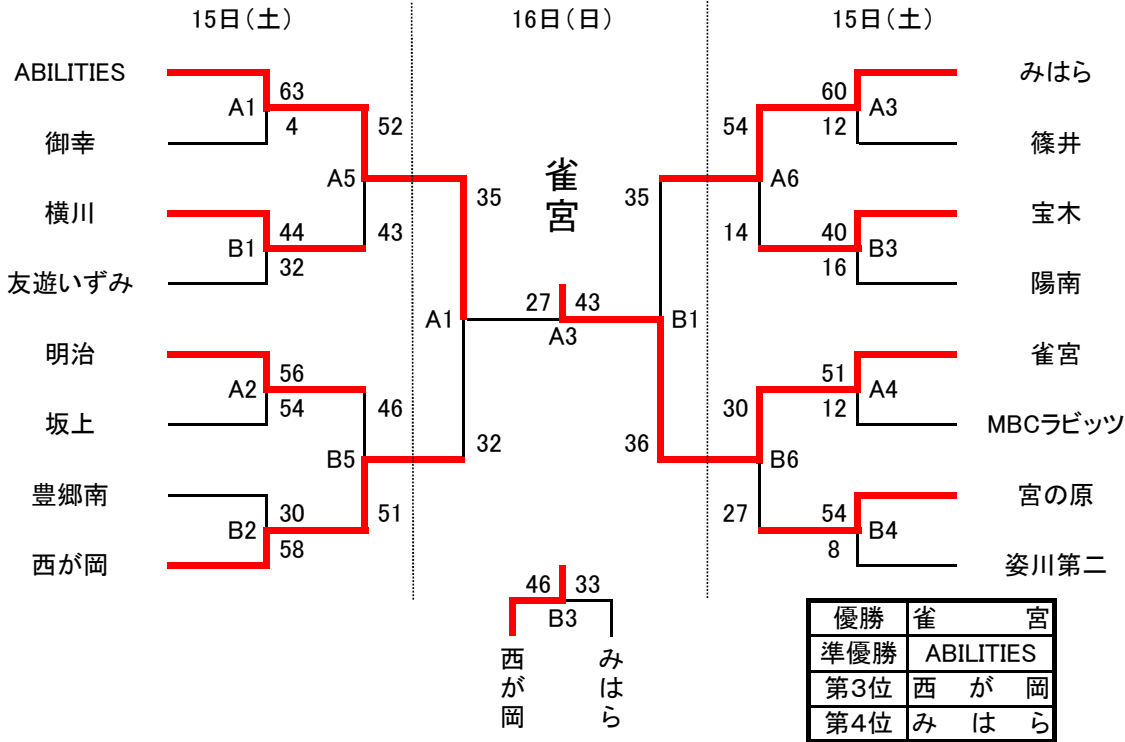 15日(土)
16日(日)
15日(土)
ABILITIES
御幸
横川
友遊いずみ
明治
坂上
豊郷南
西が岡
A1
63
4
B1
44
32
A2
56
54
B2
30
58
A5
52
43
B5
46
51
A1
35
32
雀宮
27
43
A3
35
36
B1
54
14
A6
30
27
B6
60
12
A3
40
16
B3
51
12
A4
54
8
B4
みはら
篠井
宝木
陽南
雀宮
MBCラビッツ
宮の原
姿川第二
46
33
B3
西が岡
みはら
優勝 雀宮
準優勝 ABILITIES
第3位 西が岡
第4位 みはら